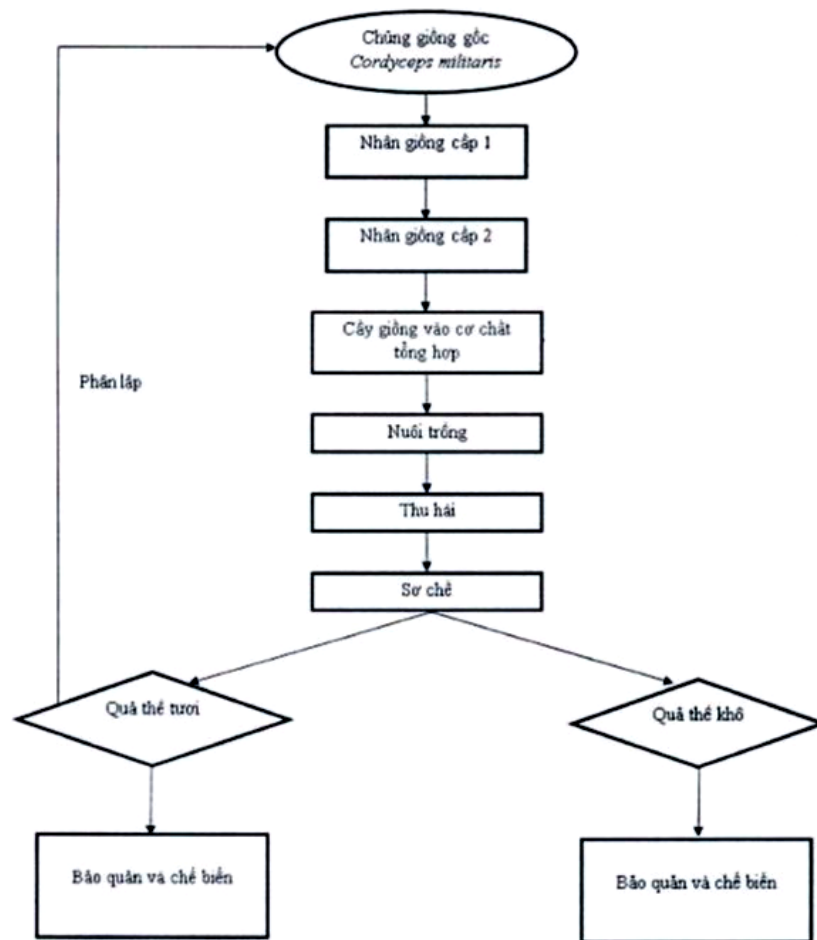 Chủng giống gốc
Cordyceps militaris
Nhân giống cấp 1
Nhân giống cấp 2
Cấy giống vào cơ chất
tổng hợp
Phân lập
Nuôi trồng
Thu hái
Sơ chế
Quả thể tươi
Quả thể khô
Bảo quản và chế biến
Bảo quản và chế biến